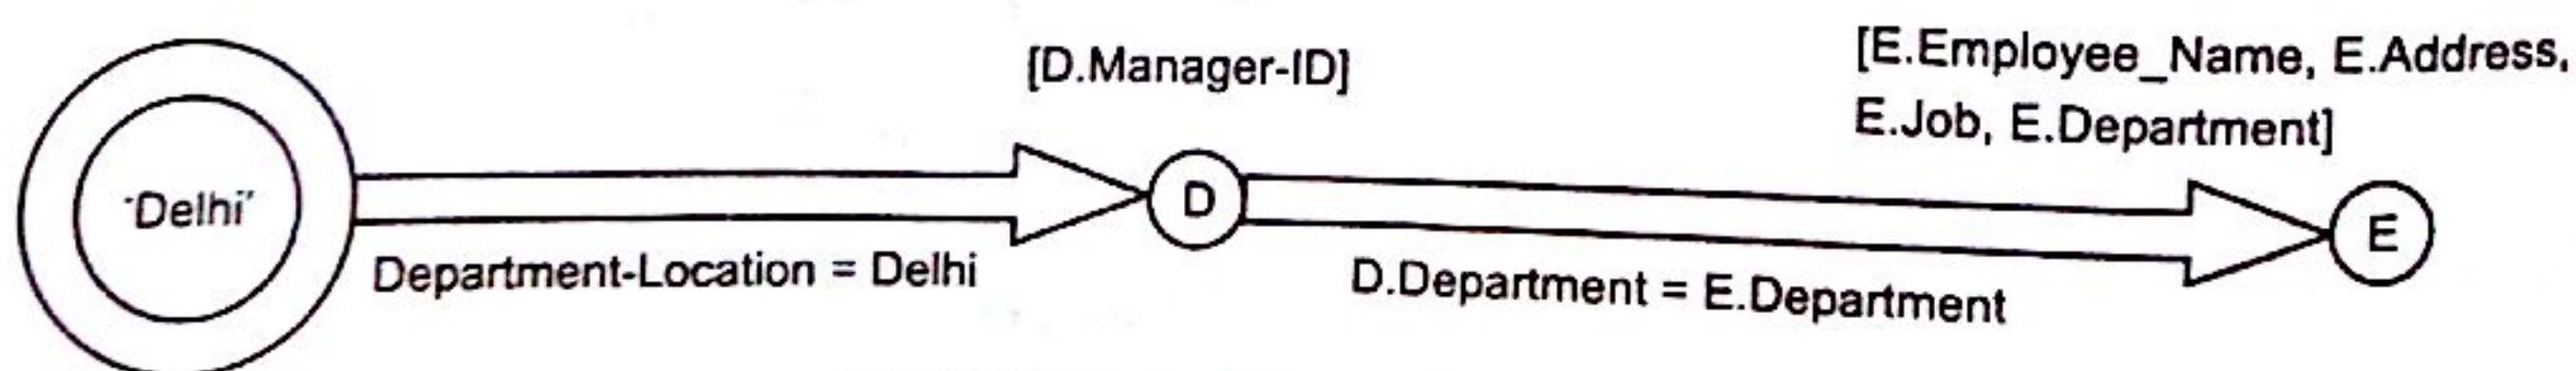 [D.Manager-ID]
[E.Employee_Name, E.Address,
E.Job, E.Department]
"Delhi"
D
E
Department-Location = Delhi
D.Department = E.Department